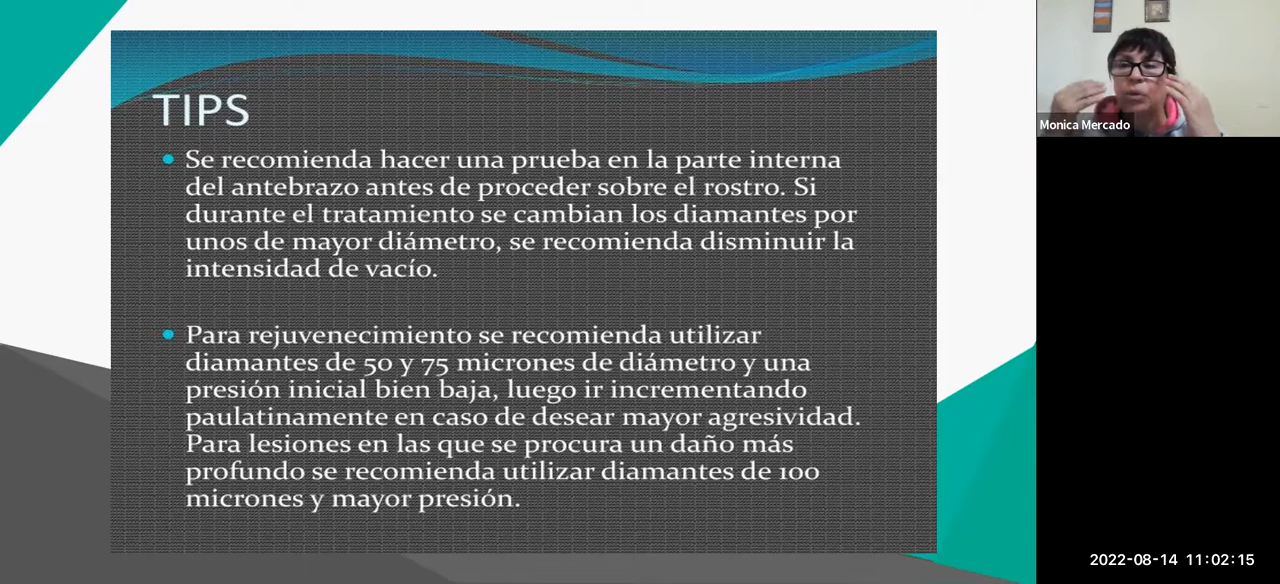 TIPS
Se recomienda hacer una prueba en la parte interna
del antebrazo antes de proceder sobre el rostro. Si
durante el tratamiento se cambian los diamantes por
unos de mayor diámetro, se recomienda disminuir la
intensidad de vacío.
Para rejuvenecimiento se recomienda utilizar
diamantes de 50 y 75 micrones de diámetro y una
presión inicial bien baja, luego ir incrementando
paulatinamente en caso de desear mayor agresividad.
Para lesiones en las que se procura un daño más
profundo se recomienda utilizar diamantes de 100
micrones y mayor presión.
Monica Mercado
2022-08-14 11:02:15